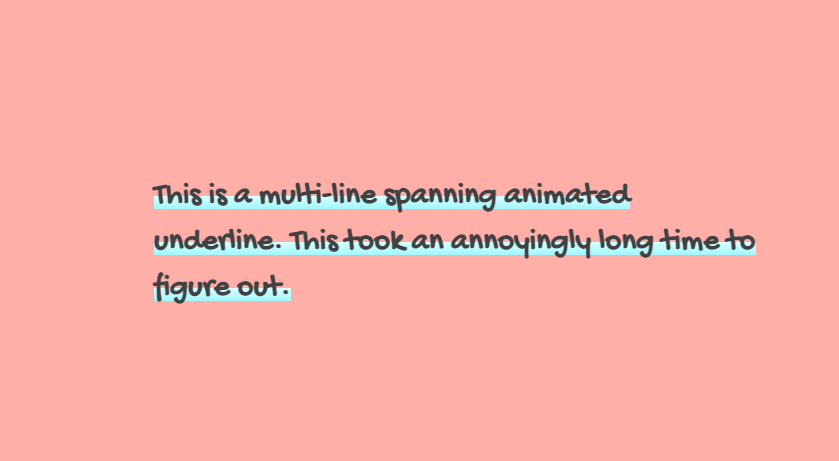 This is a multi-line spanning animated
underline. This took an annoyingly long time to
figure out.